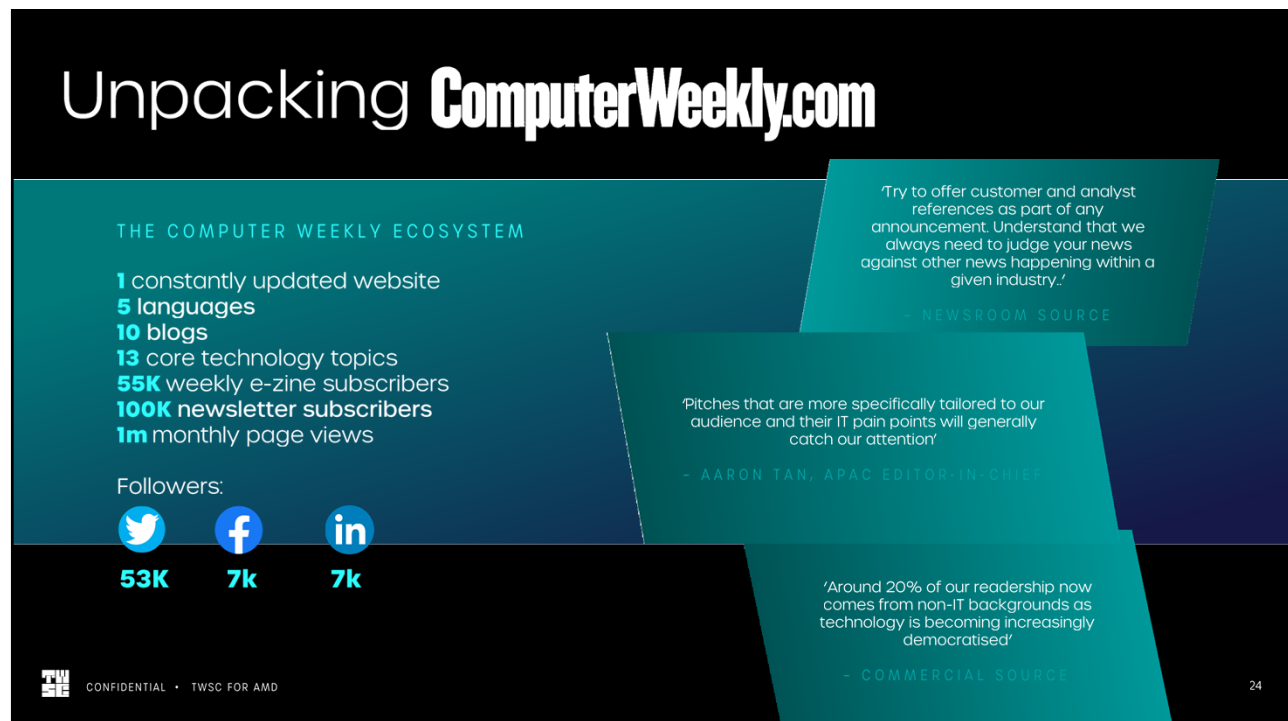 Unpacking ComputerWeekly.com
THE COMPUTER WEEKLY ECOSYSTEM
1 constantly updated website
5 languages
10 blogs
13 core technology topics
55K weekly e-zine subscribers
100K newsletter subscribers
1m monthly page views
Followers:
53K 7k 7k
'Try to offer customer and analyst
references as part of any
announcement. Understand that we
always need to judge your news
against other news happening within a
given industry..'
- NEWSROOM SOURCE
'Pitches that are more specifically tailored to our
audience and their IT pain points will generally
catch our attention'
- AARON TAN, APAC EDITOR-IN-CHIEF
'Around 20% of our readership now
comes from non-IT backgrounds as
technology is becoming increasingly
democratised'
- COMMERCIAL SOURCE
TWSC CONFIDENTIAL • TWSC FOR AMD
24